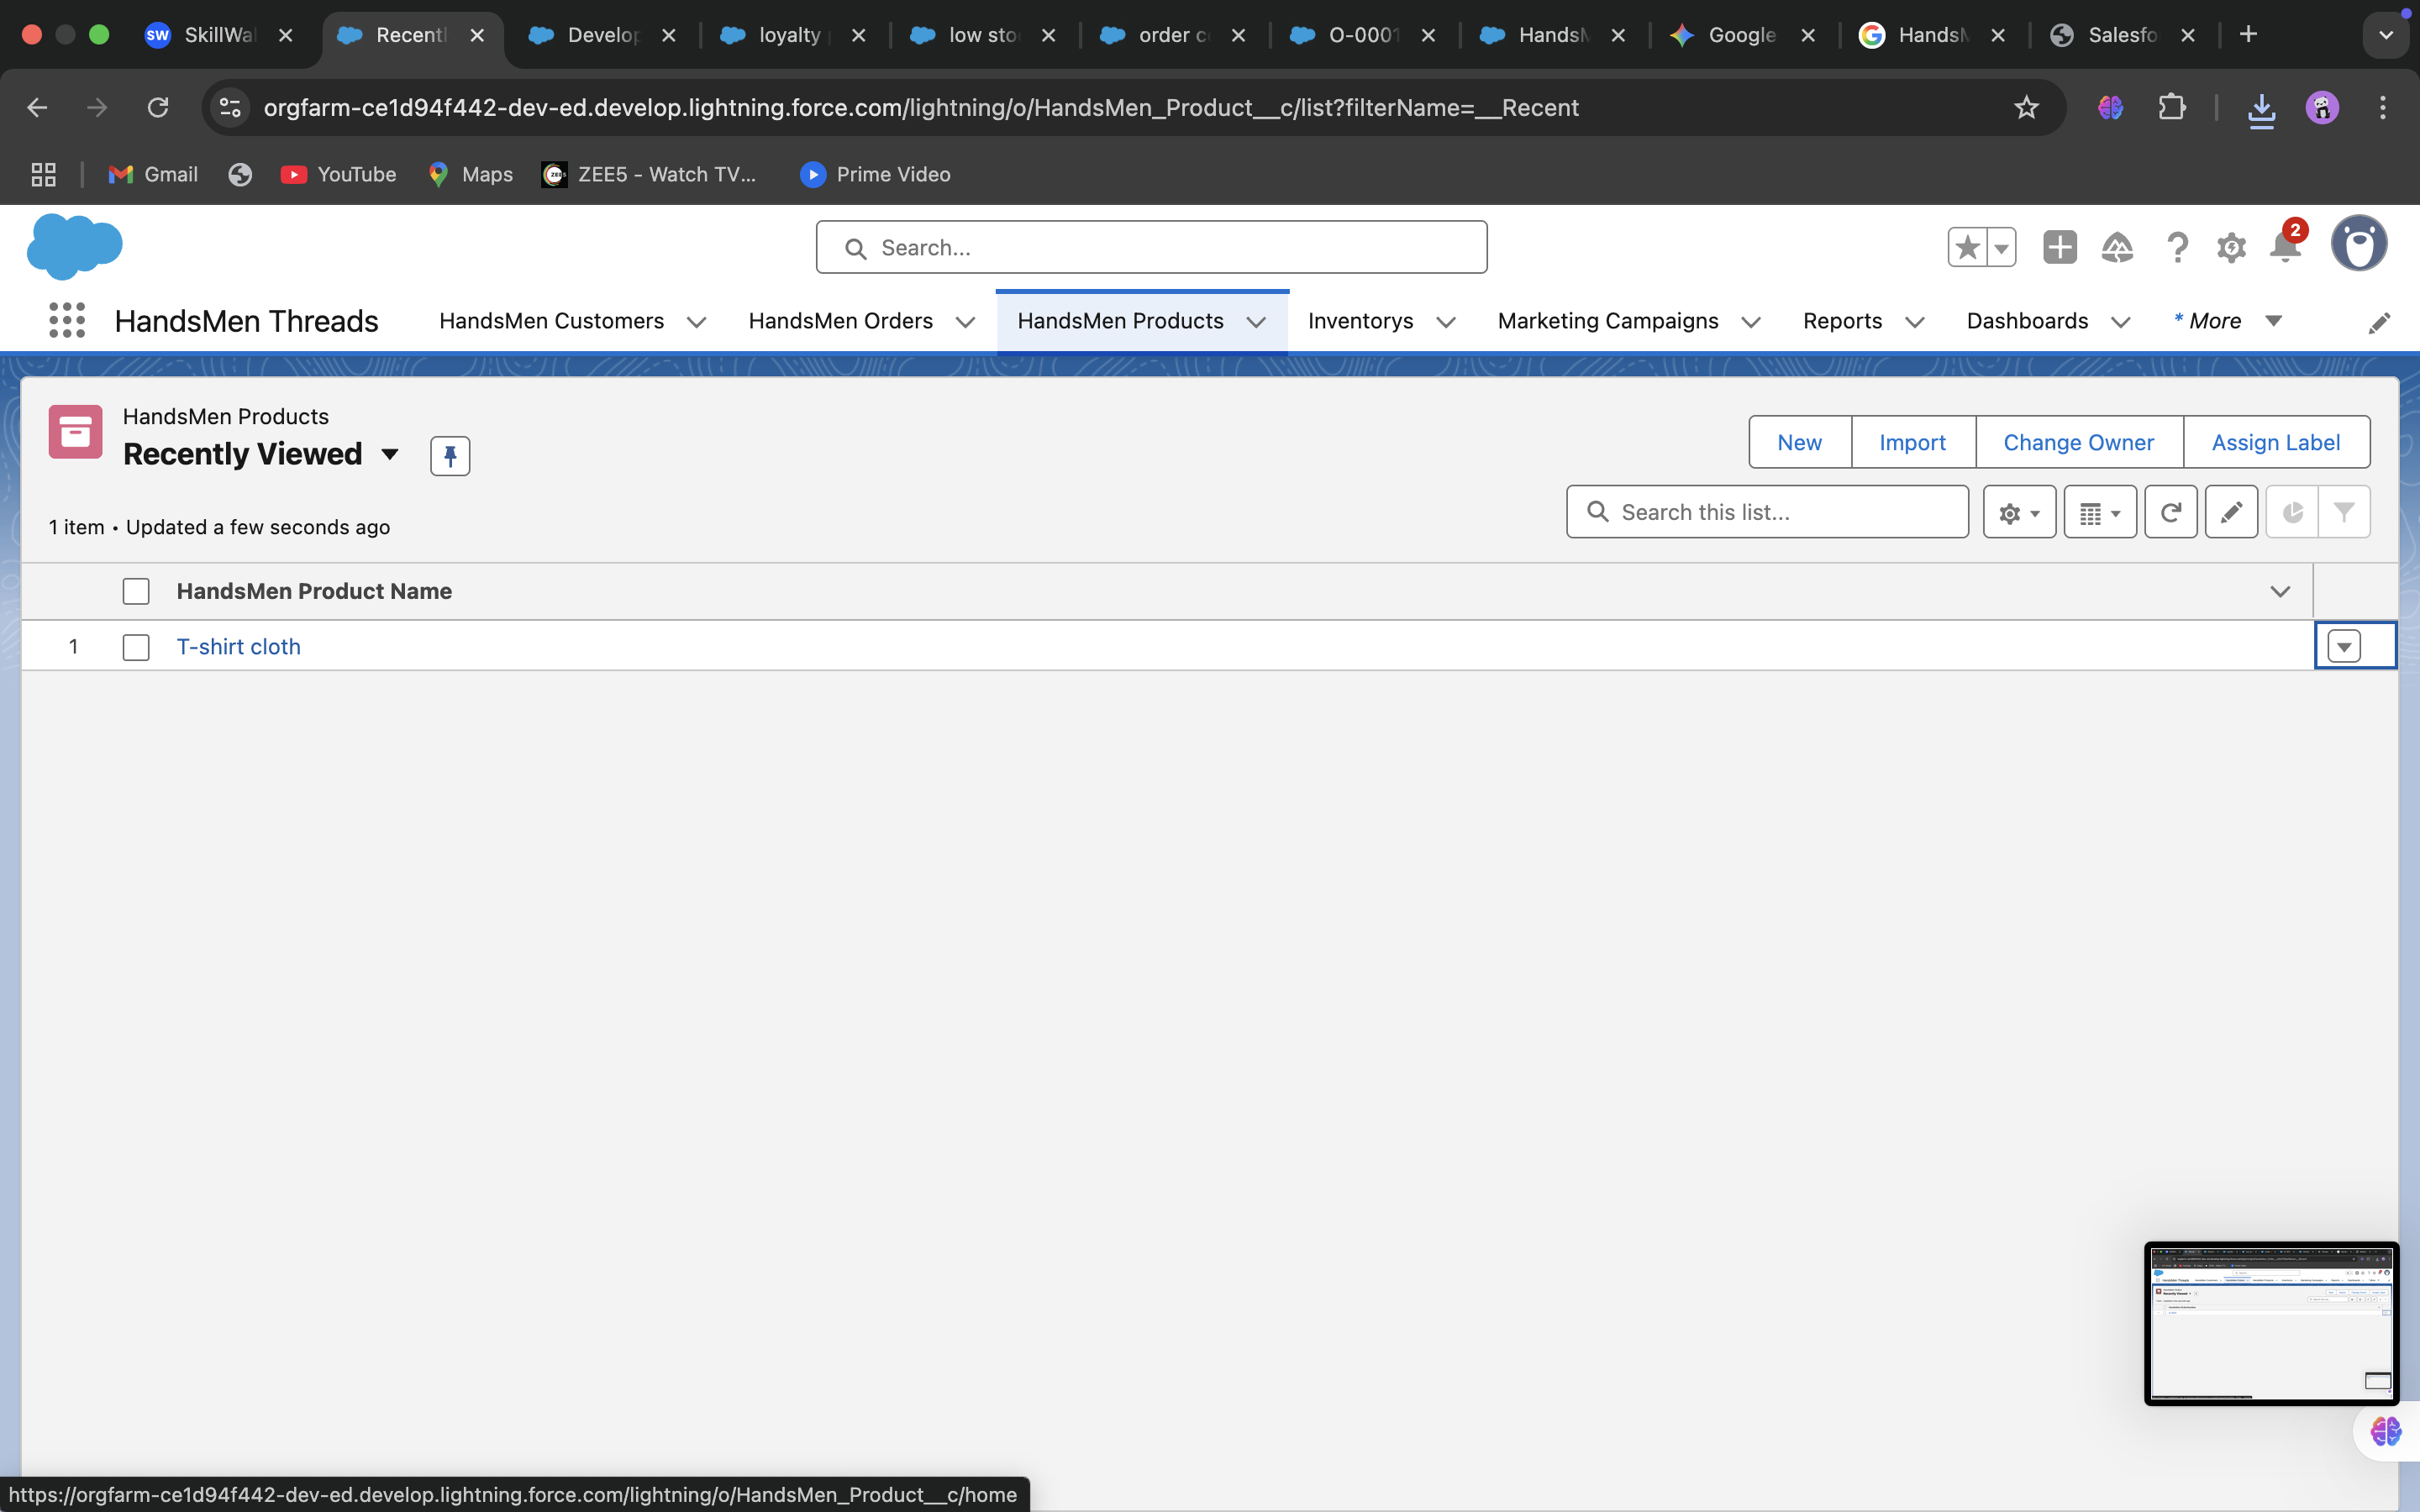 SW SkillWal
Recentl
Develop
loyalty
low sto
order c
O-0001
HandsM
Google
HandsM
Salesfo
orgfarm-ce1d94f442-dev-ed.develop.lightning.force.com/lightning/o/HandsMen_Product__c/list?filterName=__Recent
Gmail
YouTube
Maps
ZEE5 - Watch TV...
Prime Video
Search...
2
HandsMen Threads
HandsMen Customers
HandsMen Orders
HandsMen Products
Inventorys
Marketing Campaigns
Reports
Dashboards
* More
HandsMen Products
Recently Viewed
New
Import
Change Owner
Assign Label
1 item • Updated a few seconds ago
Search this list...
HandsMen Product Name
1 T-shirt cloth
https://orgfarm-ce1d94f442-dev-ed.develop.lightning.force.com/lightning/o/HandsMen_Product__c/home